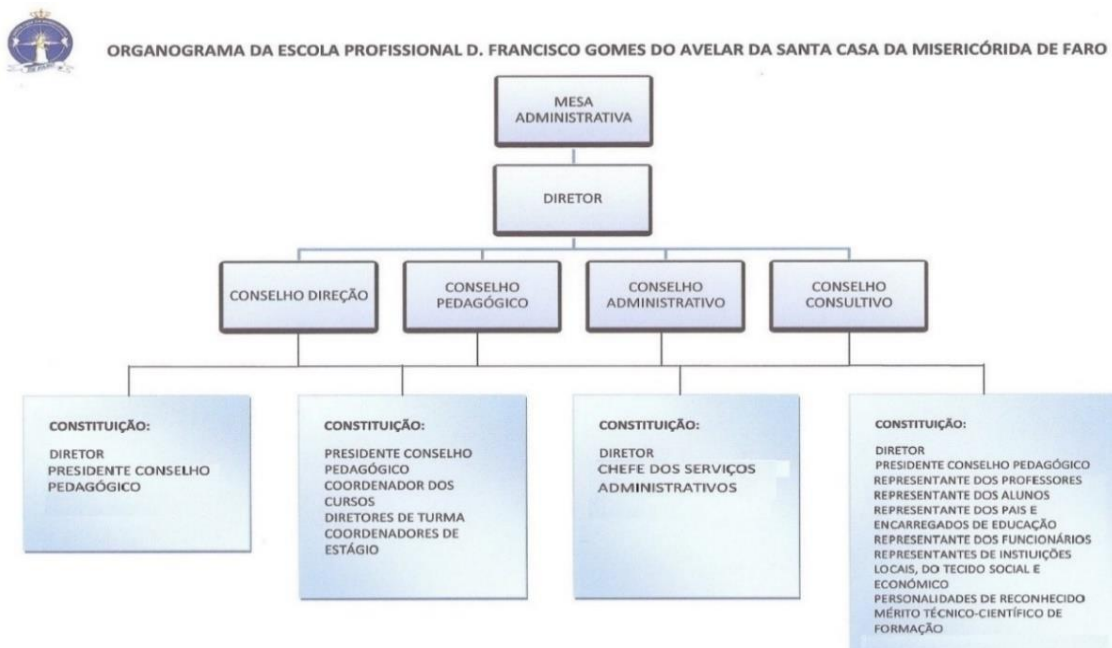 ORGANOGRAMA DA ESCOLA PROFISSIONAL D. FRANCISCO GOMES DO AVELAR DA SANTA CASA DA MISERICÓRIDA DE FARO
MESA
ADMINISTRATIVA
DIRETOR
CONSELHO DIREÇÃO
CONSELHO
PEDAGÓGICO
CONSELHO
ADMINISTRATIVO
CONSELHO
CONSULTIVO
CONSTITUIÇÃO:
DIRETOR
PRESIDENTE CONSELHO
PEDAGÓGICO
CONSTITUIÇÃO:
PRESIDENTE CONSELHO
PEDAGÓGICO
COORDENADOR DOS
CURSOS
DIRETORES DE TURMA
COORDENADORES DE
ESTÁGIO
CONSTITUIÇÃO:
DIRETOR
CHEFE DOS SERVIÇOS
ADMINISTRATIVOS
CONSTITUIÇÃO:
DIRETOR
PRESIDENTE CONSELHO PEDAGÓGICO
REPRESENTANTE DOS PROFESSORES
REPRESENTANTE DOS ALUNOS
REPRESENTANTE DOS PAIS E
ENCARREGADOS DE EDUCAÇÃO
REPRESENTANTE DOS FUNCIONÁRIOS
REPRESENTANTES DE INSTIUIÇÕES
LOCAIS, DO TECIDO SOCIAL E
ECONÓMICO
PERSONALIDADES DE RECONHECIDO
MÉRITO TÉCNICO-CIENTÍFICO DE
FORMAÇÃO